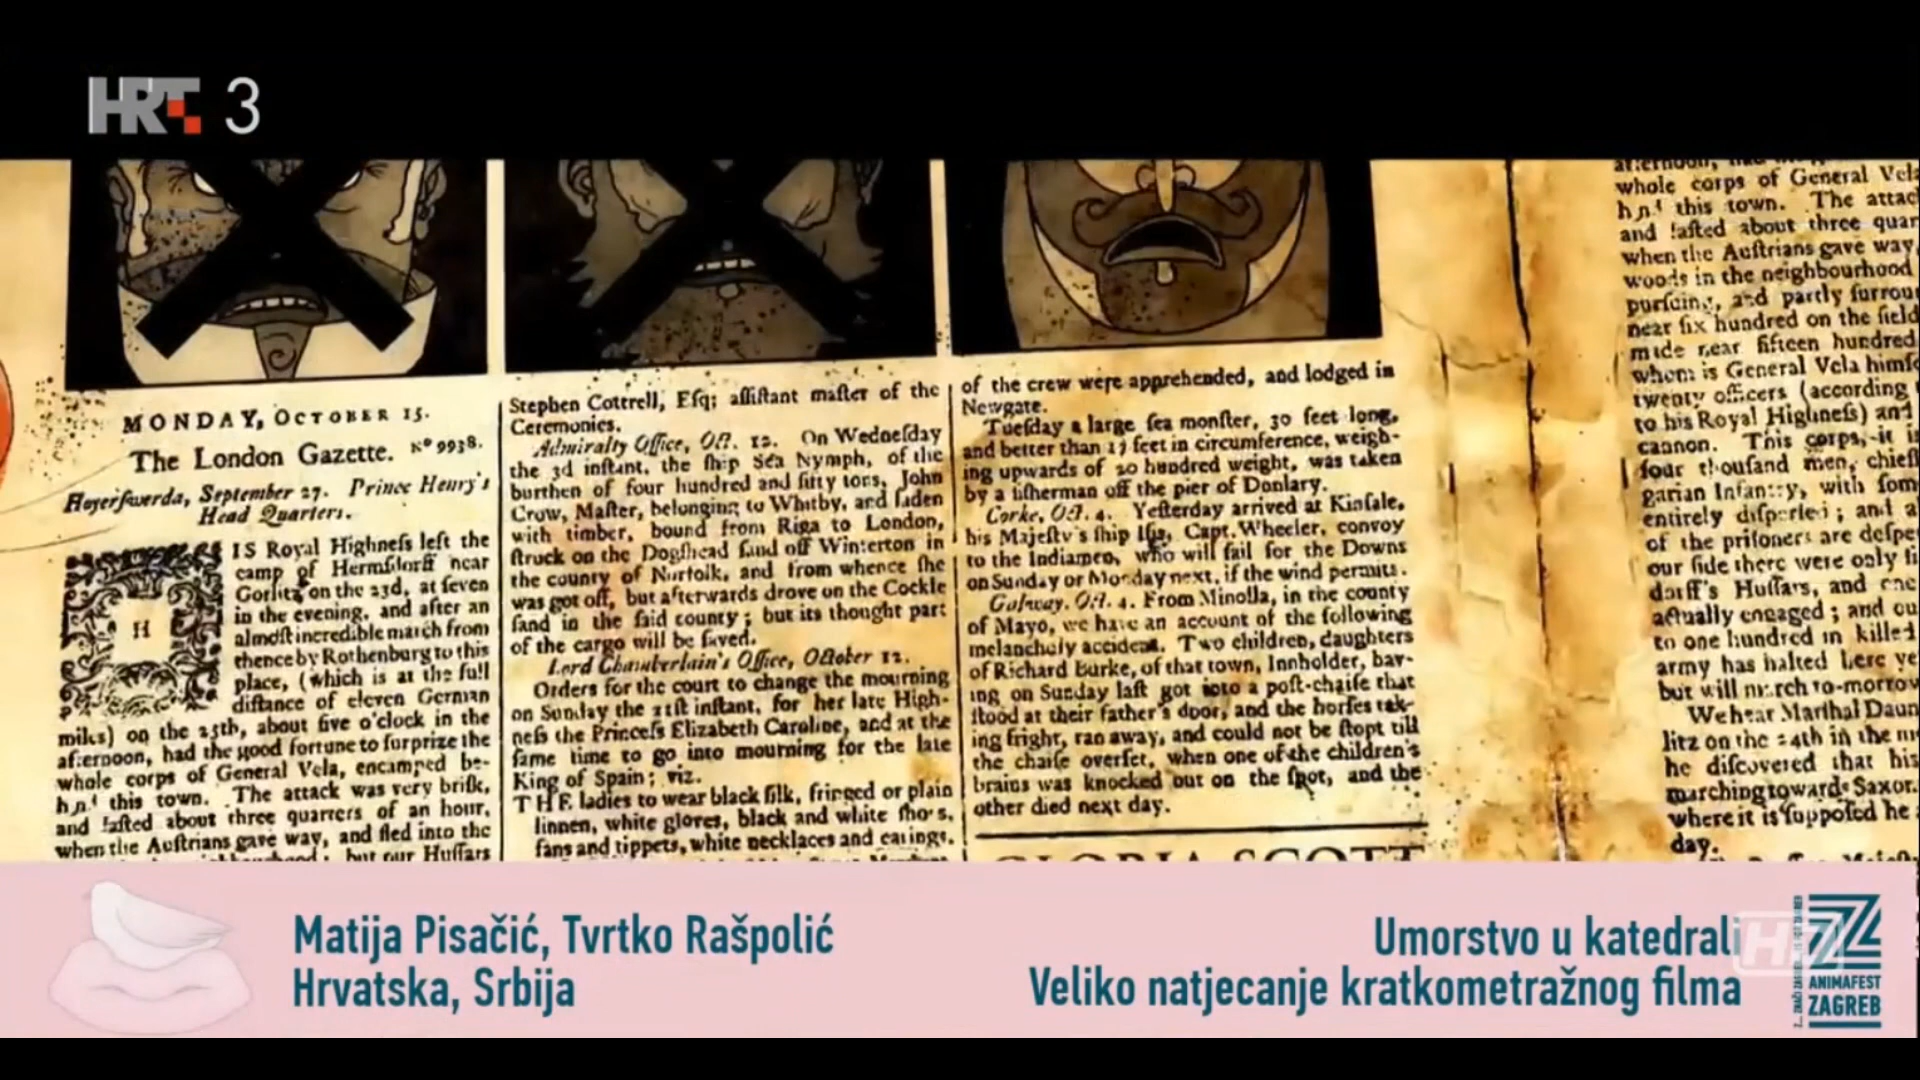 HRT 3
MONDAY, OCTOBER 15.
The London Gazette. Nº 9938.
Hoyerſwerda, September 27. Prince Henry's
Head Quarters.
H
IS Royal Highneſs left the
camp of Hermſdorff near
Gorlitz on the 23d, at ſeven
in the evening, and after an
almoſt incredible march from
thence by Rothenburg to this
place, (which is at the full
diſtance of eleven German
miles) on the 25th, about five o'clock in the
afternoon, had the good fortune to ſurprize the
whole corps of General Vela, encamped be-
this town. The attack was very briſk,
and laſted about three quarters of an hour,
when the Auſtrians gave way, and fled into the
but our Huſſars
Stephen Cottrell, Eſq; aſſiſtant maſter of the
Ceremonies.
Admiralty Office, Oct. 12. On Wedneſday
the 3d inſtant, the ſhip Sea Nymph, of the
burthen of four hundred and fifty tons, John
Crow, Maſter, belonging to Whitby, and laden
with timber, bound from Riga to London,
ſtruck on the Dogſhead ſand off Winterton in
the county of Norfolk, and from whence ſhe
was got off, but afterwards drove on the Cockle
ſand in the ſaid county; but its thought part
of the cargo will be ſaved.
Lord Chamberlain's Office, October 12.
Orders for the court to change the mourning
on Sunday the 21ſt inſtant, for her late High-
neſs the Princeſs Elizabeth Caroline, and at the
ſame time to go into mourning for the late
King of Spain; viz.
THE ladies to wear black ſilk, fringed or plain
linnen, white gloves, black and white ſhoes,
fans and tippets, white necklaces and earings.
of the crew were apprehended, and lodged in
Newgate.
Tueſday a large ſea monſter, 30 feet long,
and better than 17 feet in circumference, weigh-
ing upwards of 20 hundred weight, was taken
by a fiſherman off the pier of Donlary.
Corke, Oct. 4. Yeſterday arrived at Kinſale,
his Majeſty's ſhip Iſis, Capt. Wheeler, convoy
to the Indiamen, who will ſail for the Downs
on Sunday or Monday next, if the wind permits.
Galway, Oct. 4. From Minolla, in the county
of Mayo, we have an account of the following
melancholy accident. Two children, daughters
of Richard Burke, of that town, Innholder, hav-
ing on Sunday laſt got into a poſt-chaiſe that
ſtood at their father's door, and the horſes tak-
ing fright, ran away, and could not be ſtopt till
the chaiſe overſet, when one of the children's
brains was knocked out on the ſpot, and the
other died next day.
GLORIA SCOTT
whole corps of General Vela
this town. The attac
and laſted about three quar
when the Auſtrians gave way,
woods in the neighbourhood
purſuing, and partly ſurrou
near ſix hundred on the field
made near fifteen hundred
whom is General Vela himſe
twenty officers (according
to his Royal Highneſs) and
cannon. This corps, it is
four thouſand men, chiefl
garian Infantry, with ſom
entirely diſperſed; and a
of the priſoners are deſpe
our ſide there were only fi
dorff's Huſſars, and one
actually engaged; and ou
to one hundred in killed
army has halted here ye
but will march to-morrow
We hear Marſhal Daun
litz on the 24th in the
he diſcovered that his
marching towards Saxo
where it is ſuppoſed he
day.
Matija Pisačić, Tvrtko Rašpolić
Hrvatska, Srbija
Umorstvo u katedrali
Veliko natjecanje kratkometražnog filma
ANIMAFEST
ZAGREB